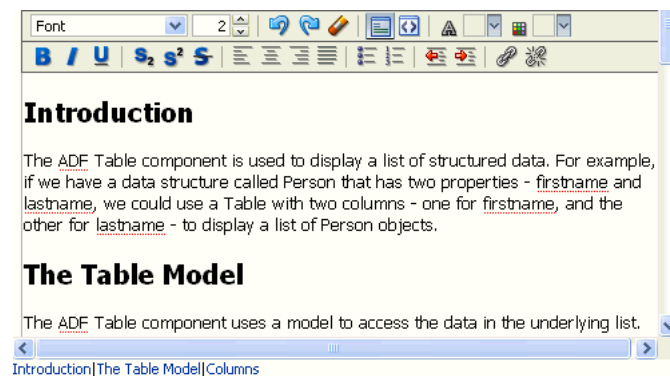 Font 2
B I U S₂ S² S
Introduction
The ADF Table component is used to display a list of structured data. For example,
if we have a data structure called Person that has two properties - firstname and
lastname, we could use a Table with two columns - one for firstname, and the
other for lastname - to display a list of Person objects.
The Table Model
The ADF Table component uses a model to access the data in the underlying list.
Introduction|The Table Model|Columns